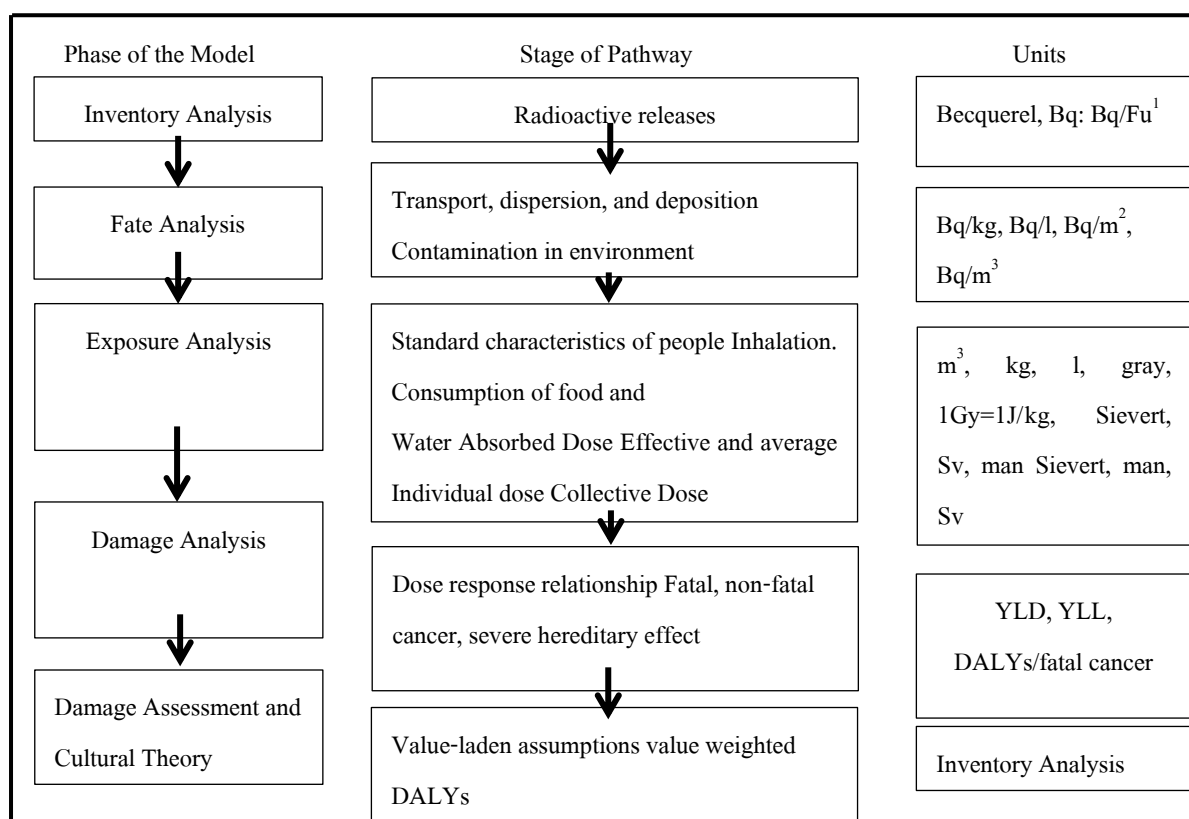 Phase of the Model
Inventory Analysis
Fate Analysis
Exposure Analysis
Damage Analysis
Damage Assessment and
Cultural Theory
Stage of Pathway
Radioactive releases
Transport, dispersion, and deposition
Contamination in environment
Standard characteristics of people Inhalation.
Consumption of food and
Water Absorbed Dose Effective and average
Individual dose Collective Dose
Dose response relationship Fatal, non-fatal
cancer, severe hereditary effect
Value-laden assumptions value weighted
DALYs
Units
Becquerel, Bq: Bq/Fu¹
Bq/kg, Bq/l, Bq/m²,
Bq/m³
m³, kg, l, gray,
1Gy=1J/kg, Sievert,
Sv, man Sievert, man,
Sv
YLD, YLL,
DALYs/fatal cancer
Inventory Analysis